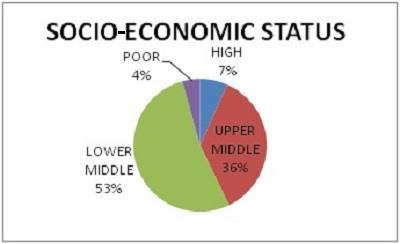 SOCIO-ECONOMIC STATUS
POOR
4%
HIGH
7%
UPPER
MIDDLE
36%
LOWER
MIDDLE
53%